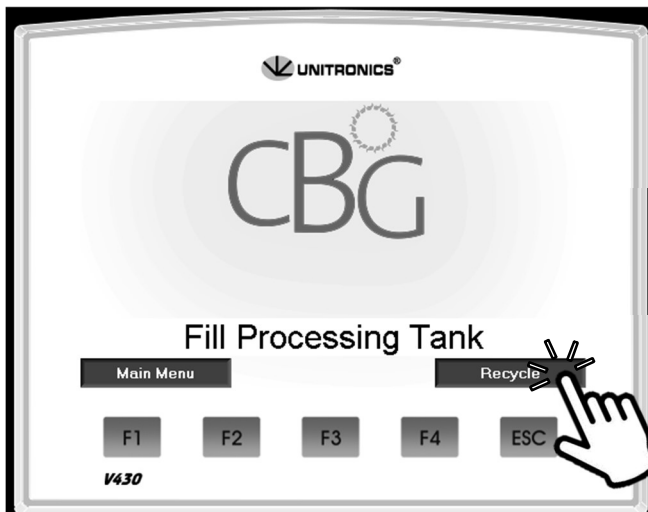 UNITRONICS®
CBG
Fill Processing Tank
Main Menu Recycle
F1 F2 F3 F4 ESC
V430